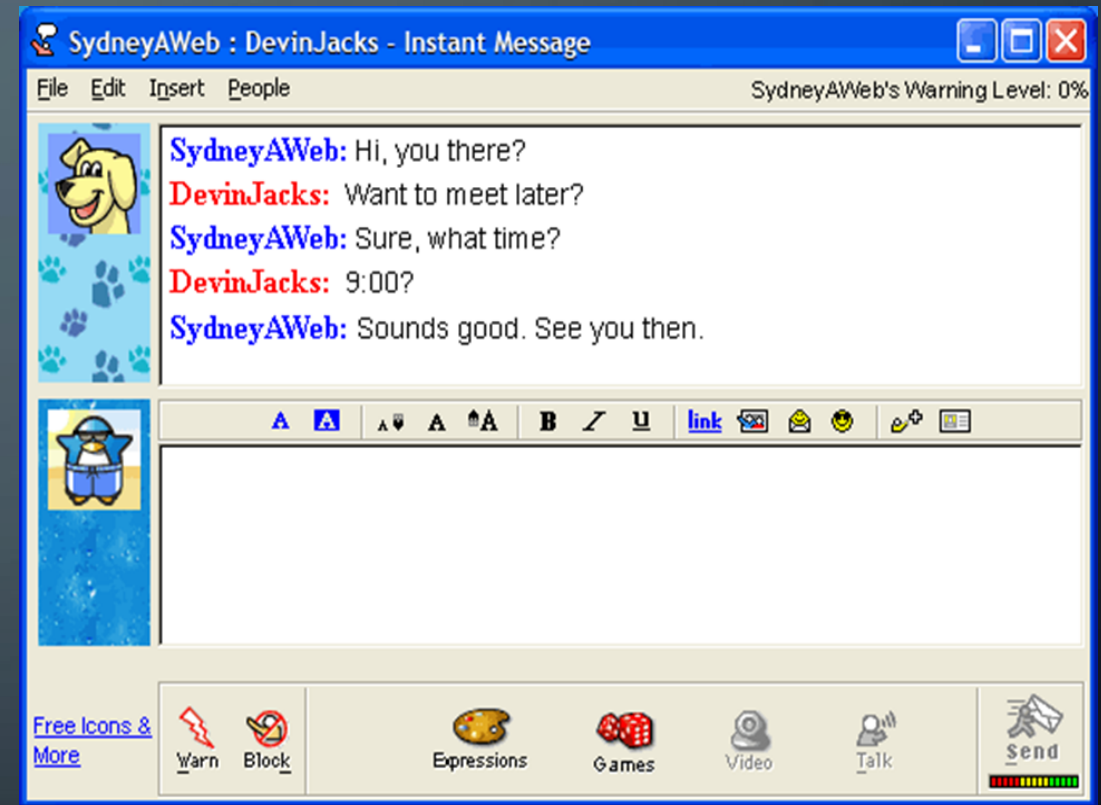 SydneyAWeb : DevinJacks - Instant Message
File Edit Insert People SydneyAWeb's Warning Level: 0%
SydneyAWeb: Hi, you there?
DevinJacks: Want to meet later?
SydneyAWeb: Sure, what time?
DevinJacks: 9:00?
SydneyAWeb: Sounds good. See you then.
A A A A A B I U link
Free Icons &
More
Warn Block Expressions Games Video Talk Send